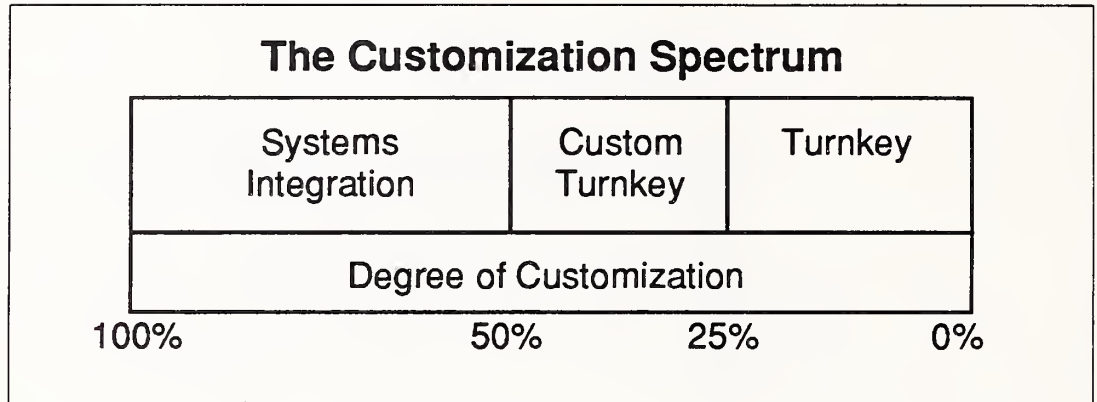 The Customization Spectrum
Systems
Integration
Custom
Turnkey
Turnkey
Degree of Customization
100% 50% 25% 0%